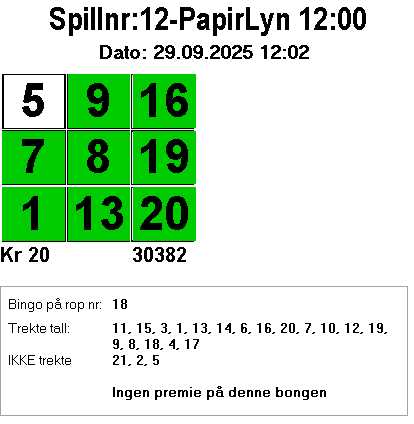 Spillnr:12-PapirLyn 12:00
Dato: 29.09.2025 12:02
5 9 16
7 8 19
1 13 20
Kr 20 30382
Bingo på rop nr: 18
Trekte tall: 11, 15, 3, 1, 13, 14, 6, 16, 20, 7, 10, 12, 19,
9, 8, 18, 4, 17
IKKE trekte 21, 2, 5
Ingen premie på denne bongen